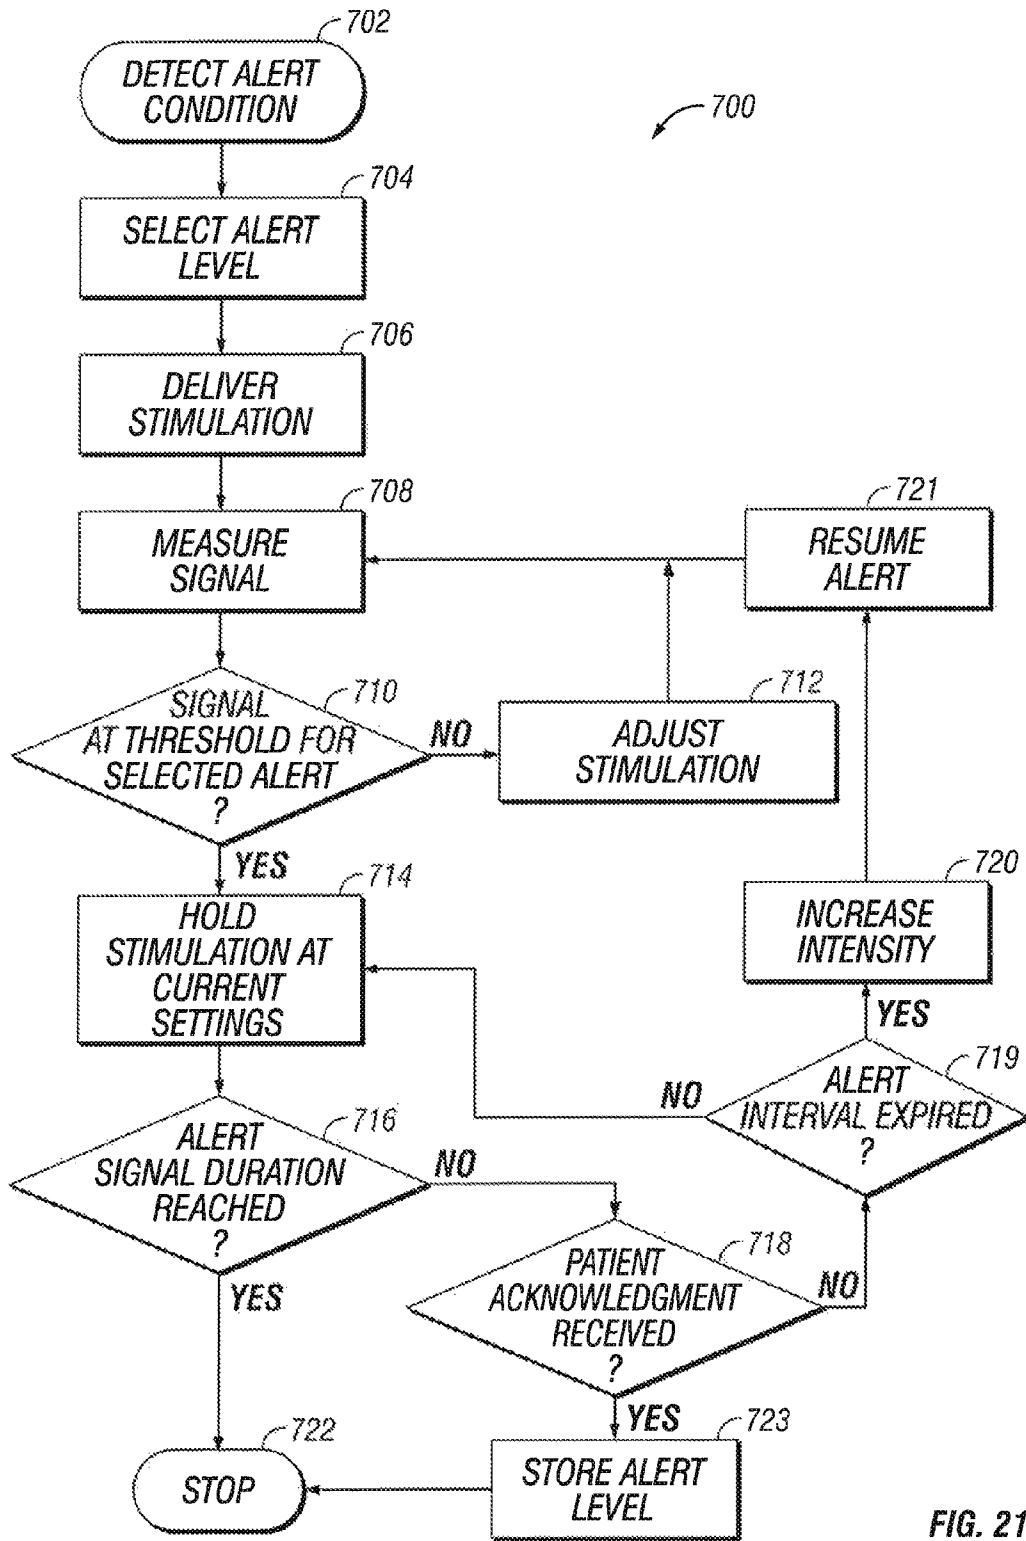 702
DETECT ALERT
CONDITION
700
704
SELECT ALERT
LEVEL
706
DELIVER
STIMULATION
708
MEASURE
SIGNAL
721
RESUME
ALERT
710
SIGNAL
AT THRESHOLD FOR
SELECTED ALERT
?
NO
712
ADJUST
STIMULATION
YES
714
HOLD
STIMULATION AT
CURRENT
SETTINGS
720
INCREASE
INTENSITY
YES
719
ALERT
INTERVAL EXPIRED
?
NO
716
ALERT
SIGNAL DURATION
REACHED
?
NO
YES
718
PATIENT
ACKNOWLEDGMENT
RECEIVED
?
NO
YES
723
STORE ALERT
LEVEL
722
STOP
FIG. 21